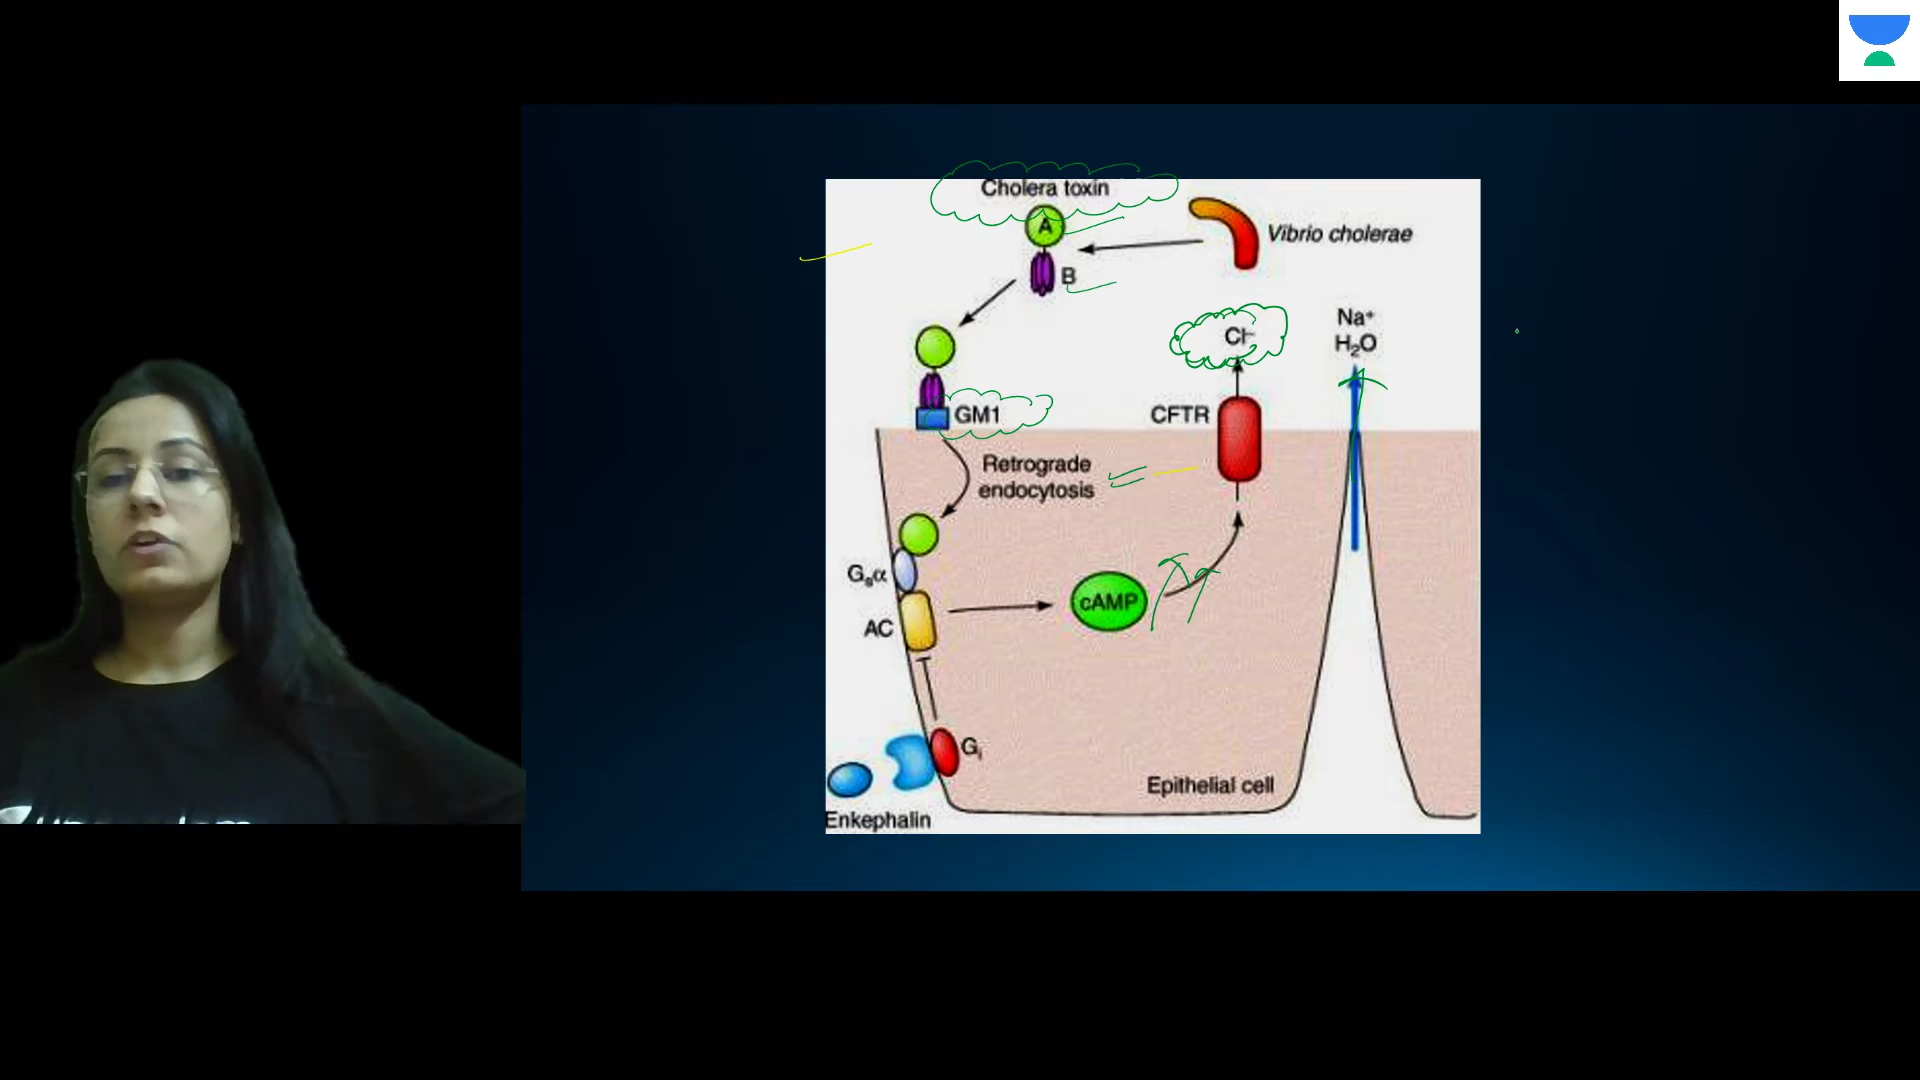 Cholera toxin
A
B
Vibrio cholerae
Cl-
Na+
H2O
GM1
CFTR
Retrograde
endocytosis
Gsα
cAMP
AC
Gi
Epithelial cell
Enkephalin